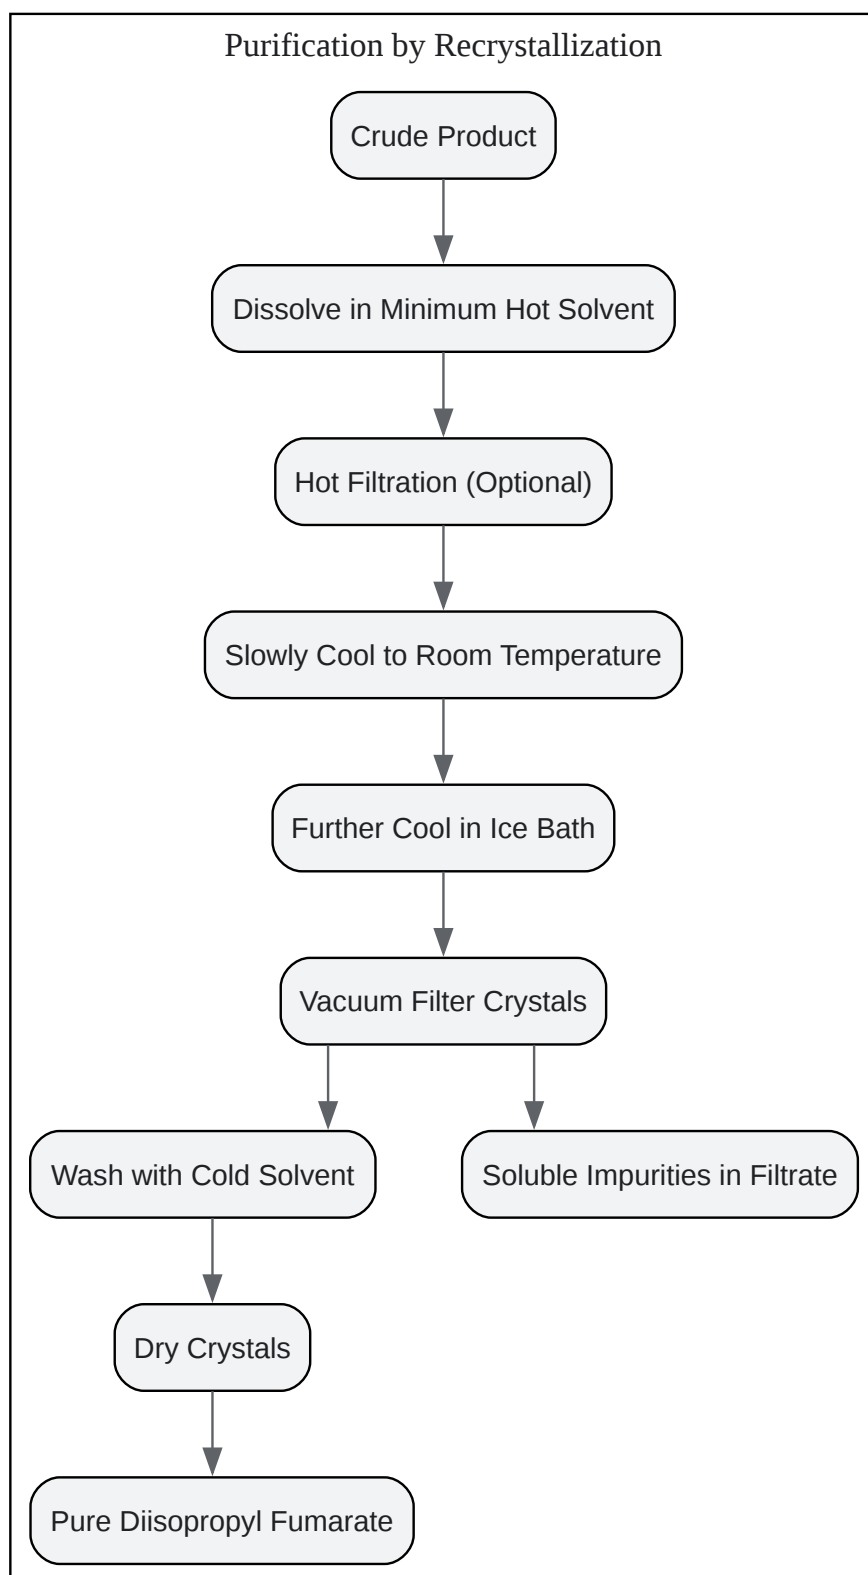 Purification by Recrystallization
Crude Product
Dissolve in Minimum Hot Solvent
Hot Filtration (Optional)
Slowly Cool to Room Temperature
Further Cool in Ice Bath
Vacuum Filter Crystals
Wash with Cold Solvent
Soluble Impurities in Filtrate
Dry Crystals
Pure Diisopropyl Fumarate